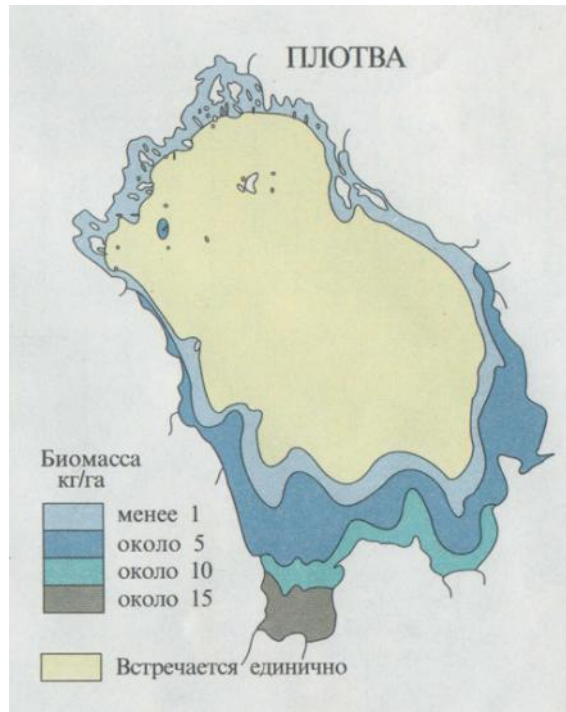 ПЛОТВА
Биомасса
кг/га
менее 1
около 5
около 10
около 15
Встречается единично